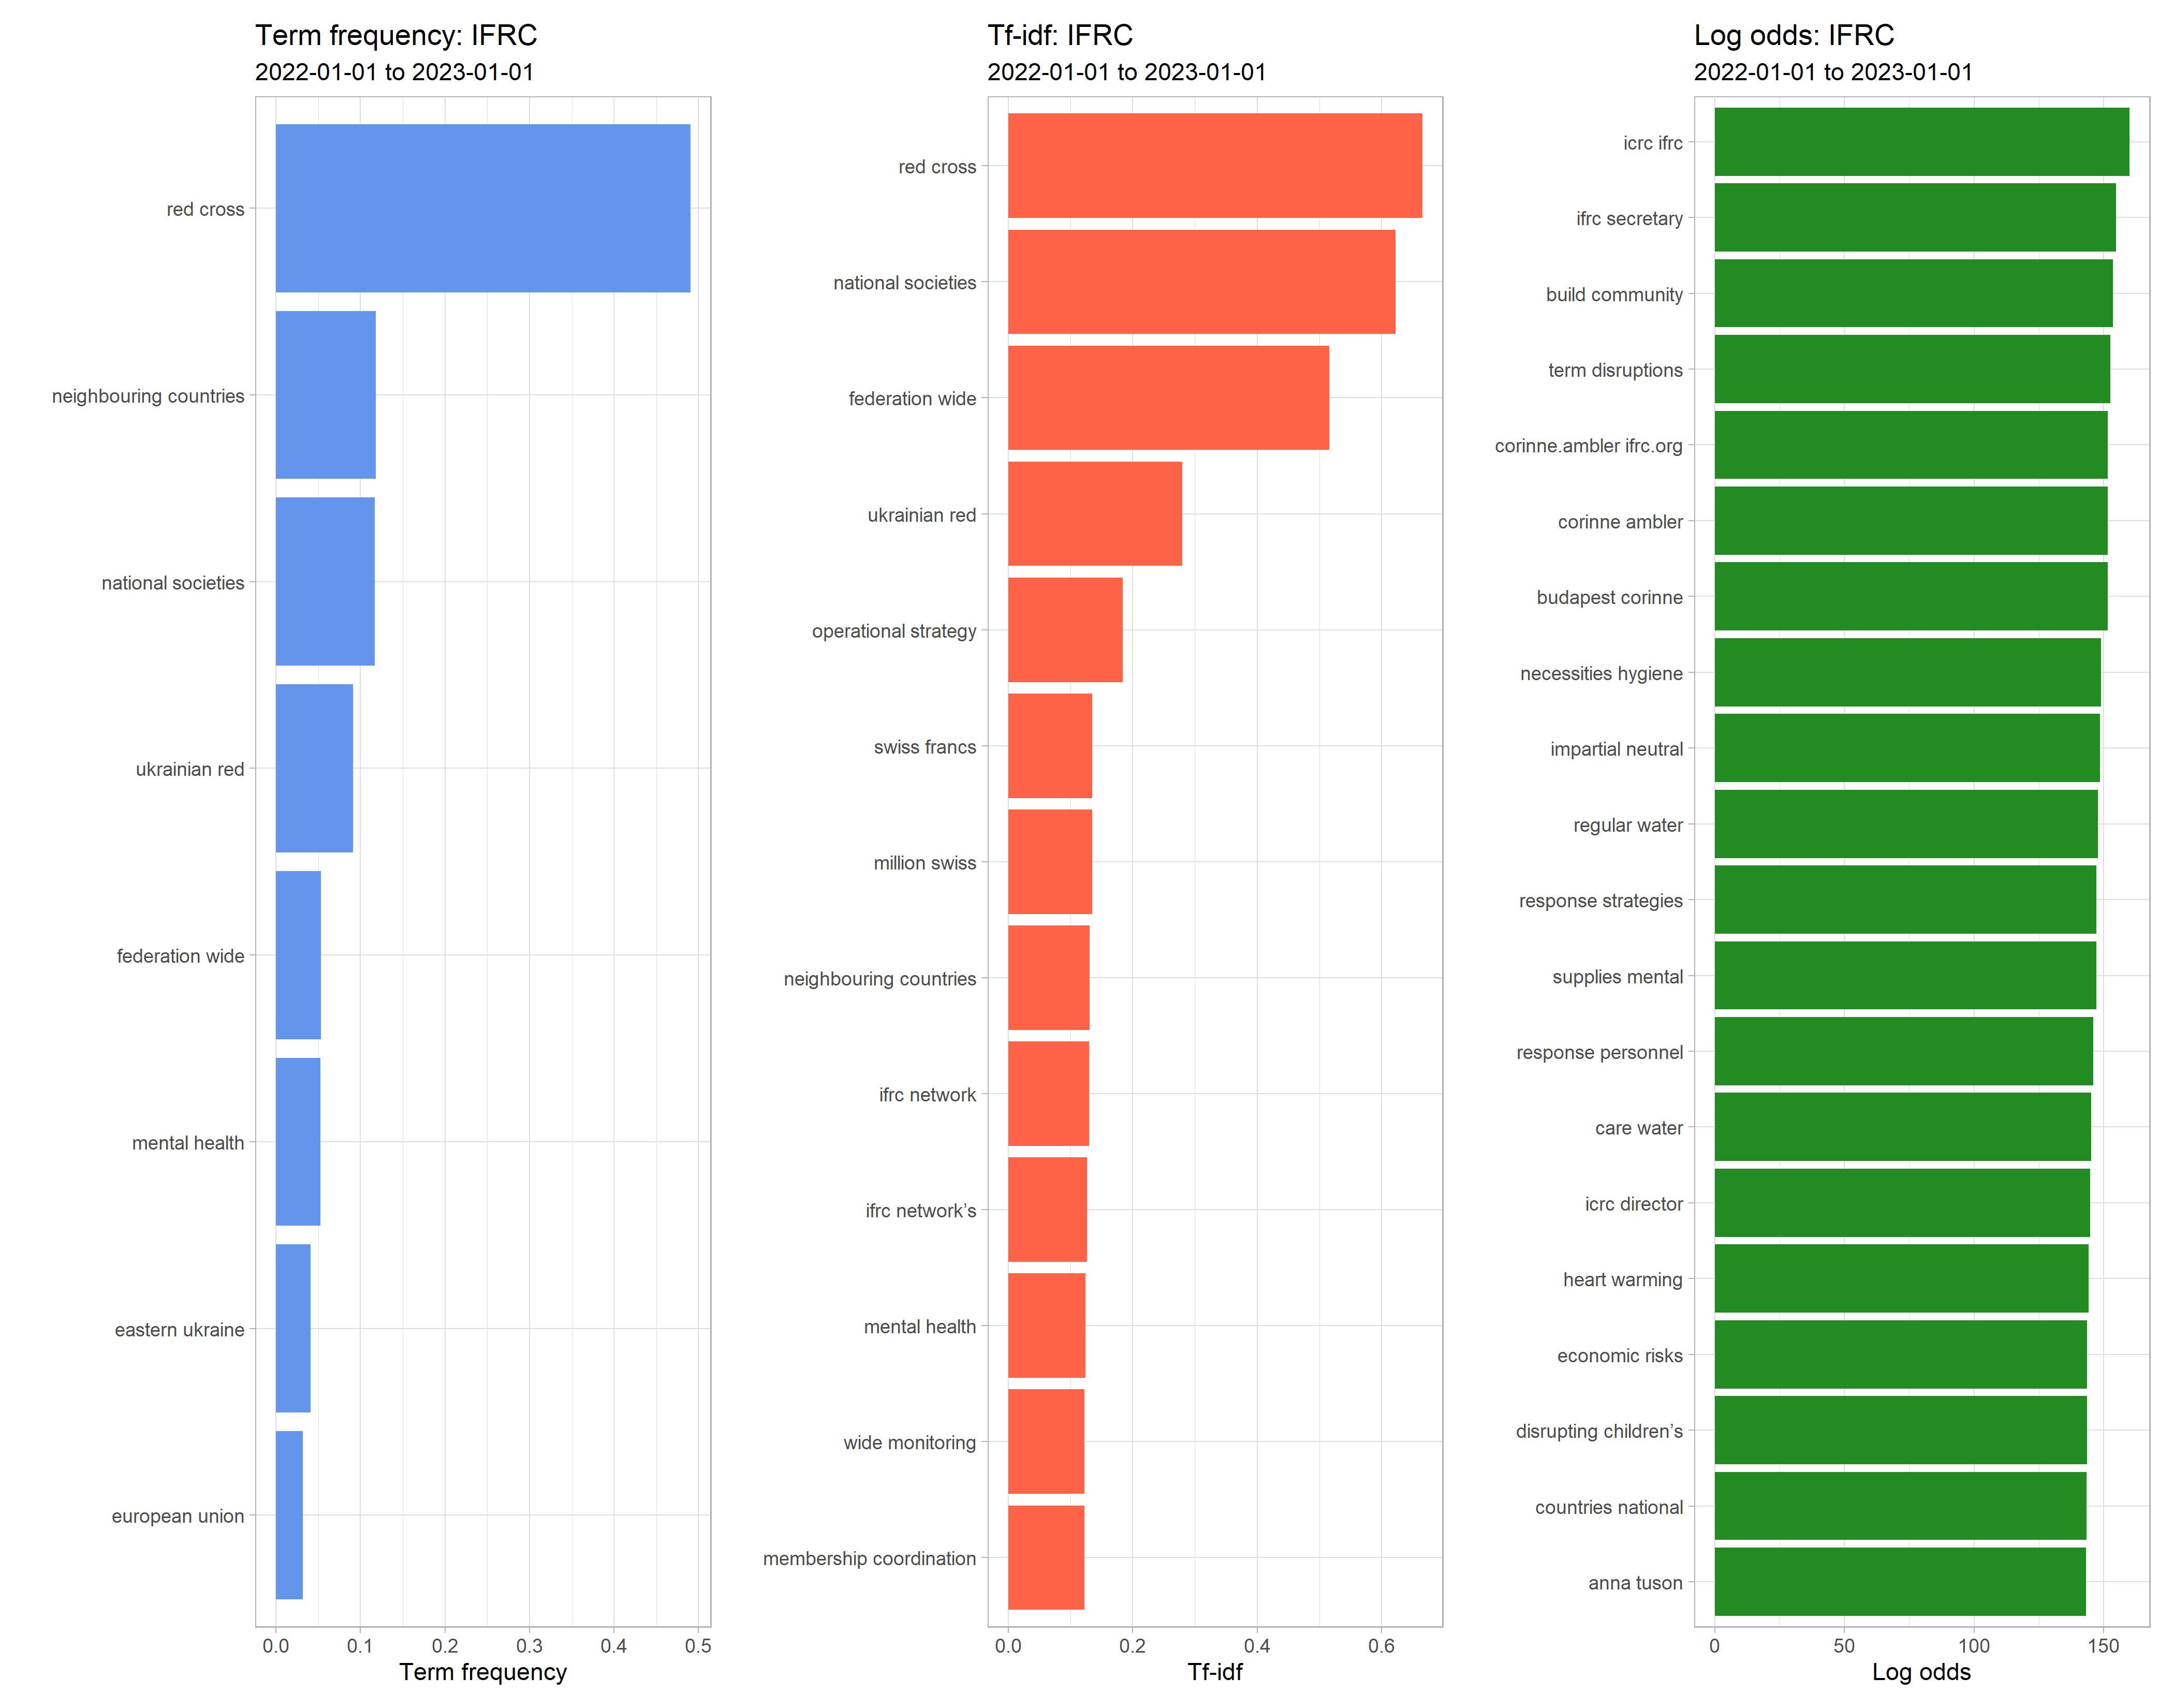 Term frequency: IFRC
2022-01-01 to 2023-01-01
red cross
neighbouring countries
national societies
ukrainian red
federation wide
mental health
eastern ukraine
european union
0.0 0.1 0.2 0.3 0.4 0.5
Term frequency
Tf-idf: IFRC
2022-01-01 to 2023-01-01
red cross
national societies
federation wide
ukrainian red
operational strategy
swiss francs
million swiss
neighbouring countries
ifrc network
ifrc network’s
mental health
wide monitoring
membership coordination
0.0 0.2 0.4 0.6
Tf-idf
Log odds: IFRC
2022-01-01 to 2023-01-01
icrc ifrc
ifrc secretary
build community
term disruptions
corinne.ambler ifrc.org
corinne ambler
budapest corinne
necessities hygiene
impartial neutral
regular water
response strategies
supplies mental
response personnel
care water
icrc director
heart warming
economic risks
disrupting children’s
countries national
anna tuson
0 50 100 150
Log odds